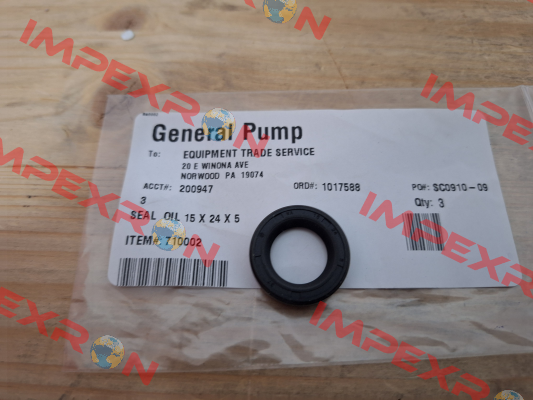 General Pump
To: EQUIPMENT TRADE SERVICE
20 E WINONA AVE
NORWOOD PA 19074
ACCT#: 200947 ORD#: 1017588 PO#: SC0910-09
3 Qty: 3
SEAL OIL 15 X 24 X 5
ITEM#: 710002
IMPEXRON
IMPEXRON
IMPEXRON
IMPEXRON